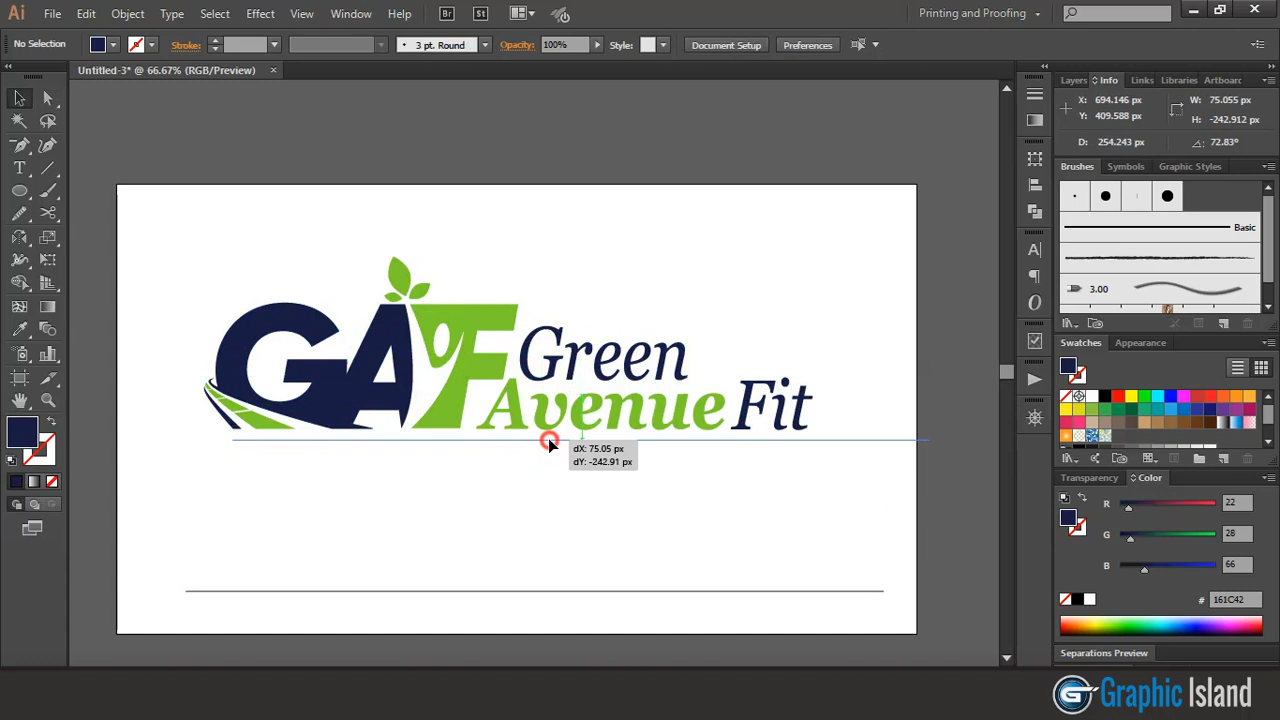 Ai File Edit Object Type Select Effect View Window Help Br St Printing and Proofing
No Selection Stroke: 3 pt. Round Opacity: 100% Style: Document Setup Preferences
Untitled-3* @ 66.67% (RGB/Preview) ×
Layers Info Links Libraries Artboar
X: 694.146 px W: 75.055 px
Y: 409.588 px H: -242.912 px
D: 254.243 px 72.83°
Brushes Symbols Graphic Styles
Basic
3.00
Swatches Appearance
Transparency Color
R 22
G 28
B 66
# 161C42
Separations Preview
GAF Green
Avenue Fit
dX: 75.05 px
dY: -242.91 px
Graphic Island